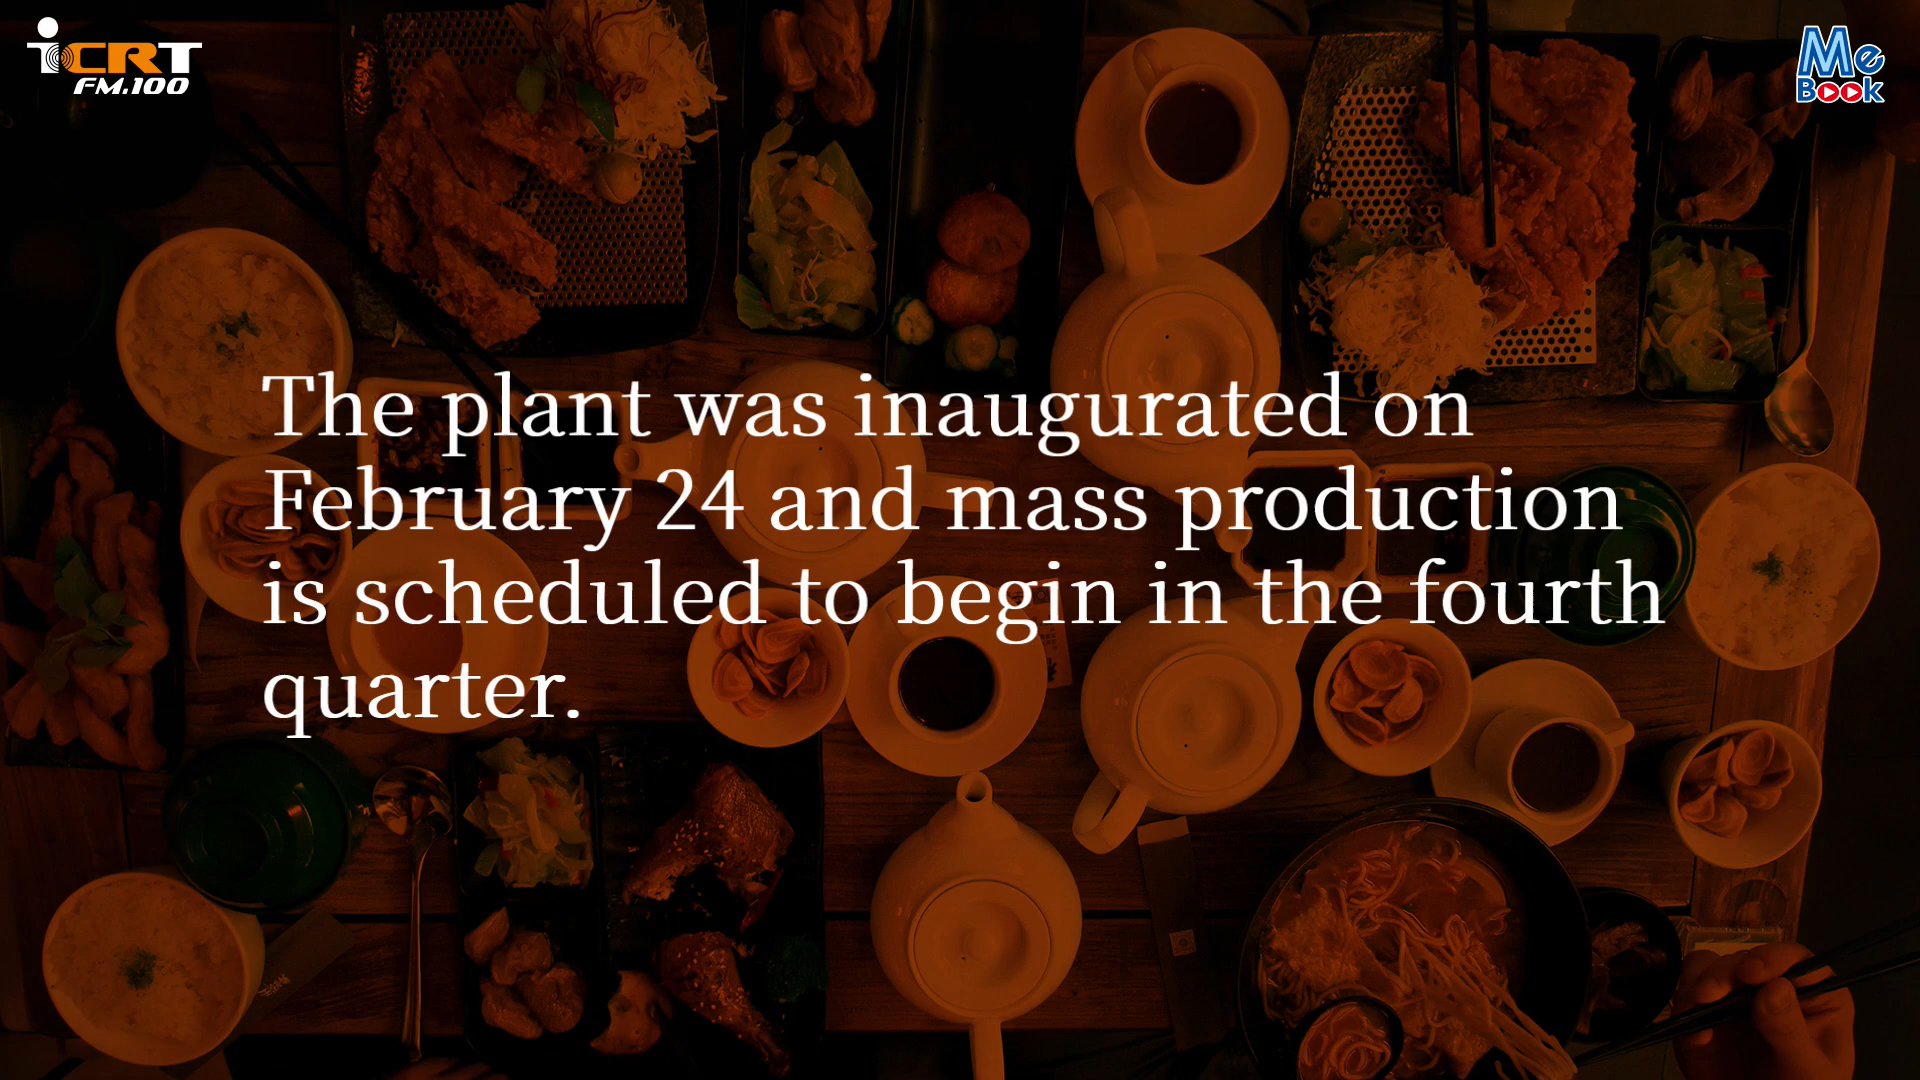 iCRT
FM.100
Me
Book
The plant was inaugurated on
February 24 and mass production
is scheduled to begin in the fourth
quarter.